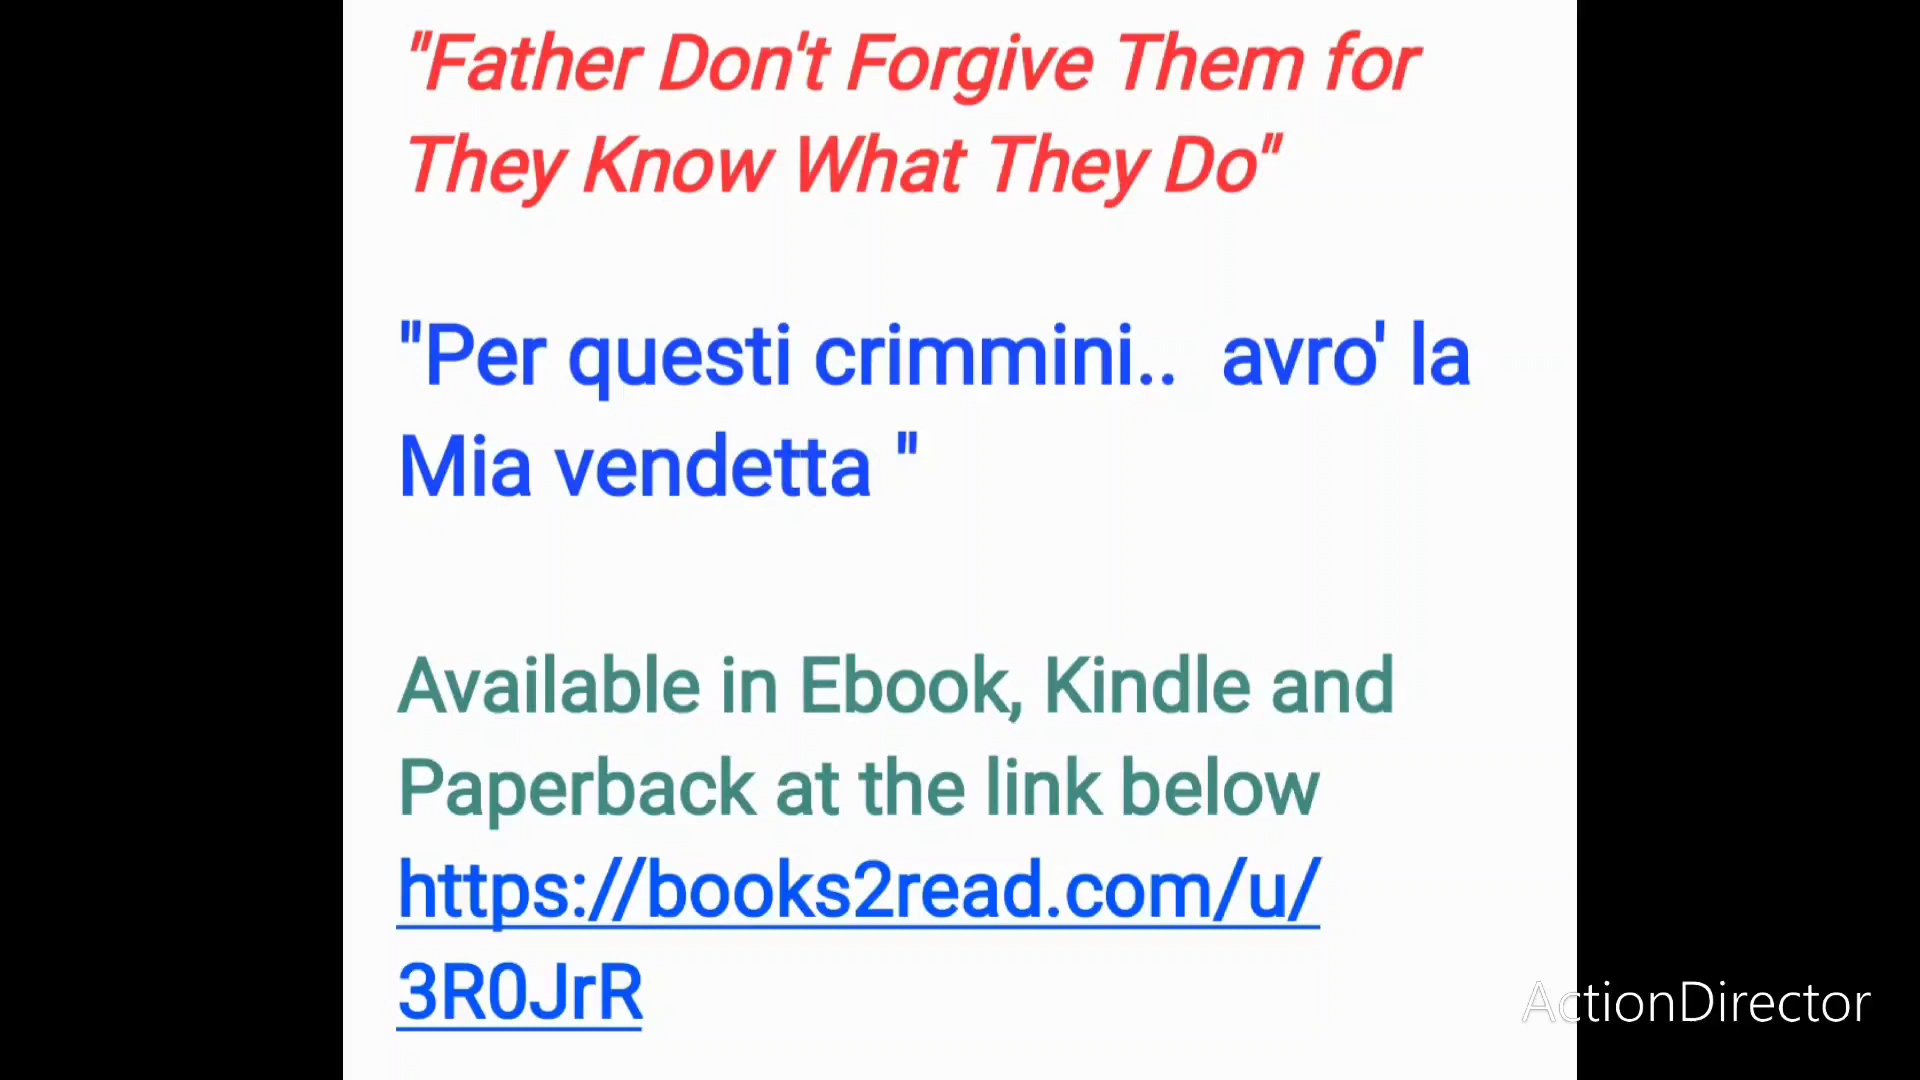 "Father Don't Forgive Them for
They Know What They Do"
"Per questi crimmini..  avro' la
Mia vendetta "
Available in Ebook, Kindle and
Paperback at the link below
https://books2read.com/u/
3R0JrR
ActionDirector